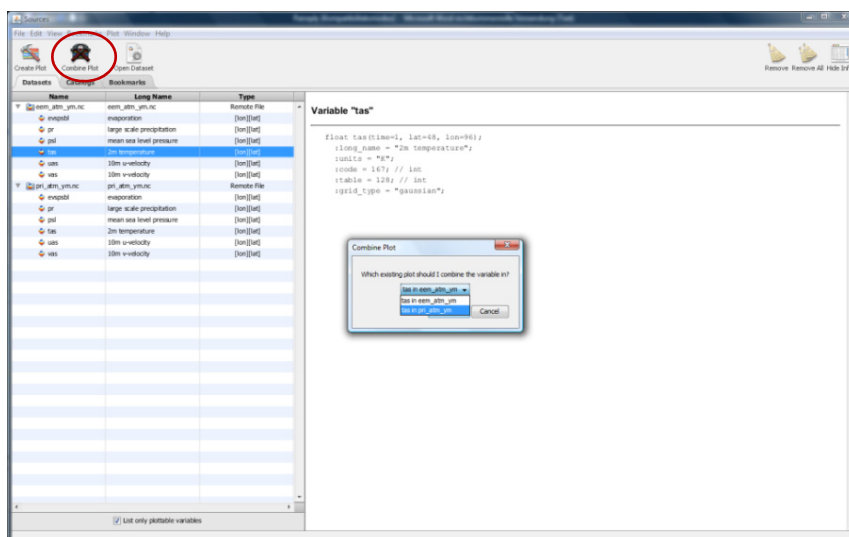 Sources
File Edit View Bookmarks Plot Window Help
Create Plot Combine Plot Open Dataset Remove Remove All Hide Inf
Datasets Catalogs Bookmarks
Name Long Name Type
eem_atm_ym.nc eem_atm_ym.nc Remote File
evspsbl evaporation [lon][lat]
pr large scale precipitation [lon][lat]
psl mean sea level pressure [lon][lat]
tas 2m temperature [lon][lat]
uas 10m u-velocity [lon][lat]
vas 10m v-velocity [lon][lat]
pri_atm_ym.nc pri_atm_ym.nc Remote File
evspsbl evaporation [lon][lat]
pr large scale precipitation [lon][lat]
psl mean sea level pressure [lon][lat]
tas 2m temperature [lon][lat]
uas 10m u-velocity [lon][lat]
vas 10m v-velocity [lon][lat]
List only plottable variables
Variable "tas"
float tas(time=1, lat=48, lon=96);
:long_name = "2m temperature";
:units = "K";
:code = 167; // int
:table = 128; // int
:grid_type = "gaussian";
Combine Plot
Which existing plot should I combine the variable in?
tas in eem_atm_ym
tas in eem_atm_ym
tas in pri_atm_ym
Cancel